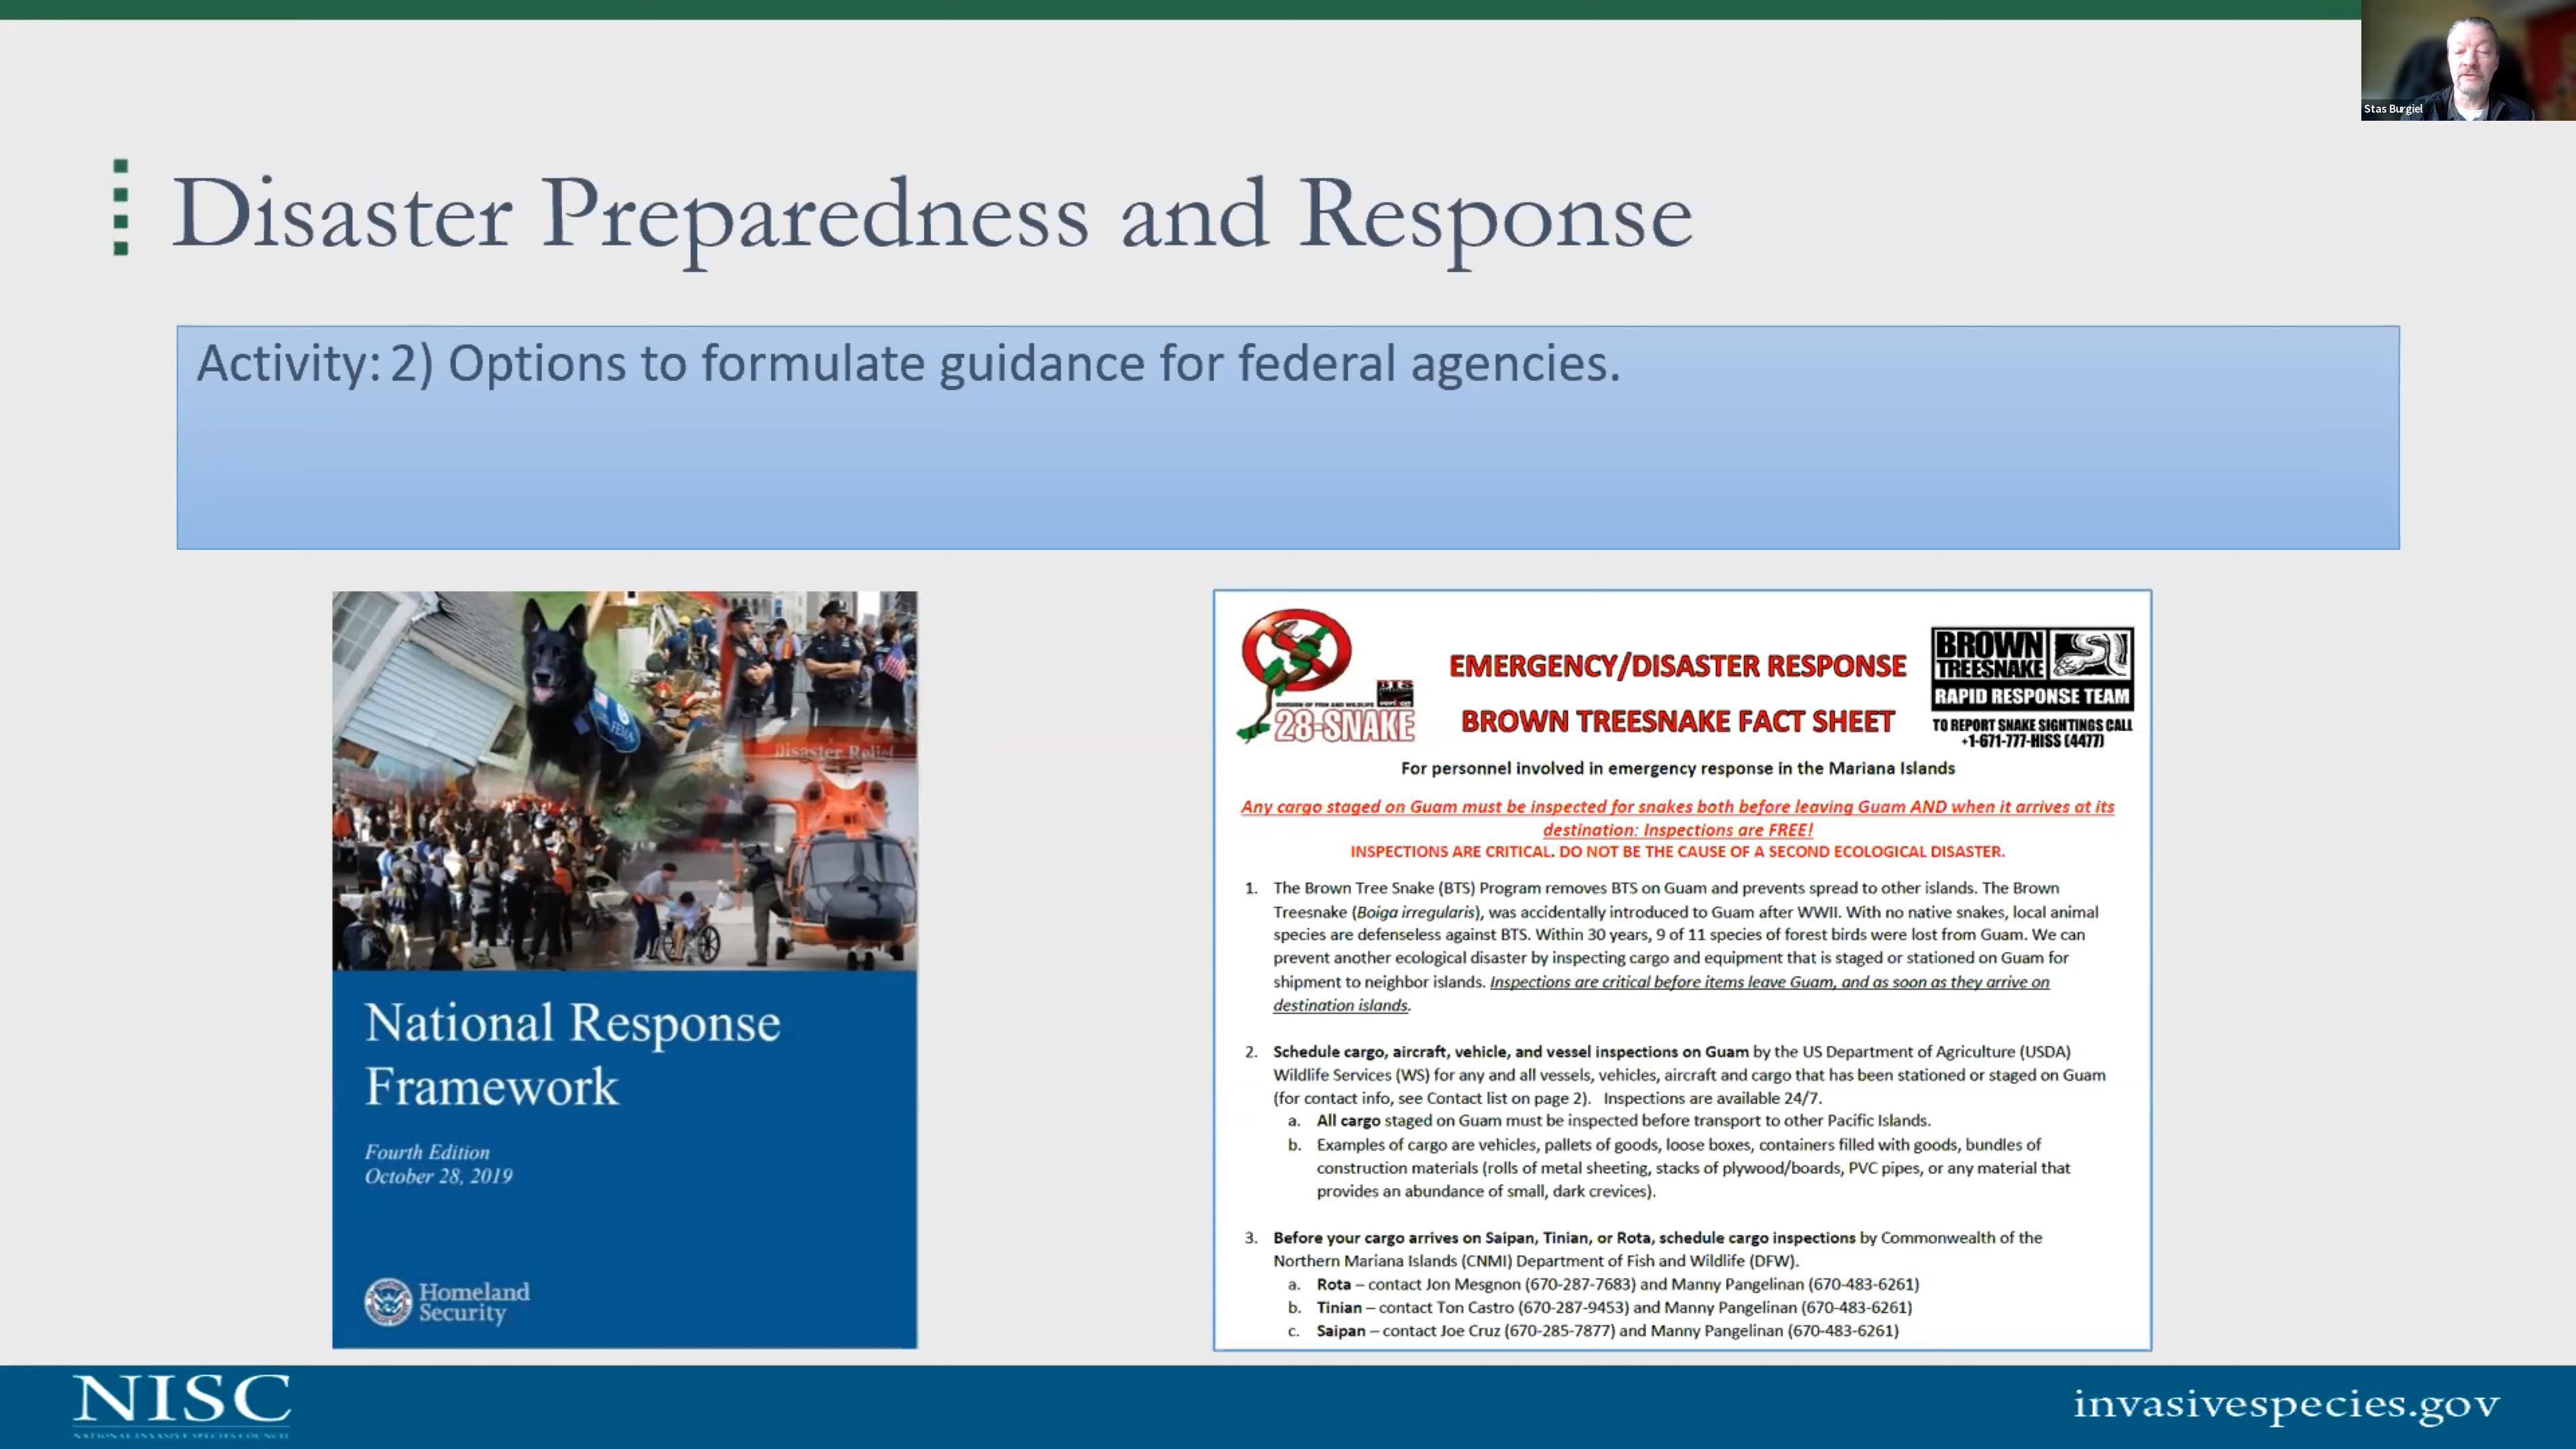 Stas Burgiel
Disaster Preparedness and Response
Activity: 2) Options to formulate guidance for federal agencies.
FEMA
Disaster Relief
National Response
Framework
Fourth Edition
October 28, 2019
Homeland
Security
BTS
DIVISION OF FISH AND WILDLIFE
28-SNAKE
EMERGENCY/DISASTER RESPONSE
BROWN TREESNAKE FACT SHEET
BROWN
TREESNAKE
RAPID RESPONSE TEAM
TO REPORT SNAKE SIGHTINGS CALL
+1-671-777-HISS (4477)
For personnel involved in emergency response in the Mariana Islands
Any cargo staged on Guam must be inspected for snakes both before leaving Guam AND when it arrives at its
destination: Inspections are FREE!
INSPECTIONS ARE CRITICAL. DO NOT BE THE CAUSE OF A SECOND ECOLOGICAL DISASTER.
1. The Brown Tree Snake (BTS) Program removes BTS on Guam and prevents spread to other islands. The Brown
Treesnake (Boiga irregularis), was accidentally introduced to Guam after WWII. With no native snakes, local animal
species are defenseless against BTS. Within 30 years, 9 of 11 species of forest birds were lost from Guam. We can
prevent another ecological disaster by inspecting cargo and equipment that is staged or stationed on Guam for
shipment to neighbor islands. Inspections are critical before items leave Guam, and as soon as they arrive on
destination islands.
2. Schedule cargo, aircraft, vehicle, and vessel inspections on Guam by the US Department of Agriculture (USDA)
Wildlife Services (WS) for any and all vessels, vehicles, aircraft and cargo that has been stationed or staged on Guam
(for contact info, see Contact list on page 2). Inspections are available 24/7.
a. All cargo staged on Guam must be inspected before transport to other Pacific Islands.
b. Examples of cargo are vehicles, pallets of goods, loose boxes, containers filled with goods, bundles of
construction materials (rolls of metal sheeting, stacks of plywood/boards, PVC pipes, or any material that
provides an abundance of small, dark crevices).
3. Before your cargo arrives on Saipan, Tinian, or Rota, schedule cargo inspections by Commonwealth of the
Northern Mariana Islands (CNMI) Department of Fish and Wildlife (DFW).
a. Rota – contact Jon Mesgnon (670-287-7683) and Manny Pangelinan (670-483-6261)
b. Tinian – contact Ton Castro (670-287-9453) and Manny Pangelinan (670-483-6261)
c. Saipan – contact Joe Cruz (670-285-7877) and Manny Pangelinan (670-483-6261)
NISC
NATIONAL INVASIVE SPECIES COUNCIL
invasivespecies.gov